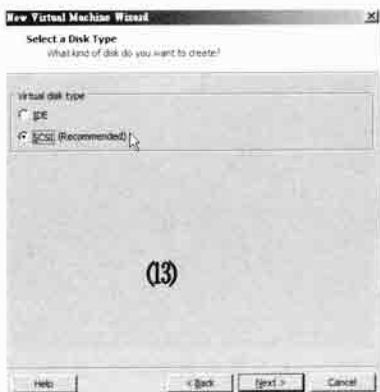 New Virtual Machine Wizard
Select a Disk Type
What kind of disk do you want to create?
Virtual disk type
IDE
SCSI (Recommended)
(13)
Help
< Back
Next >
Cancel